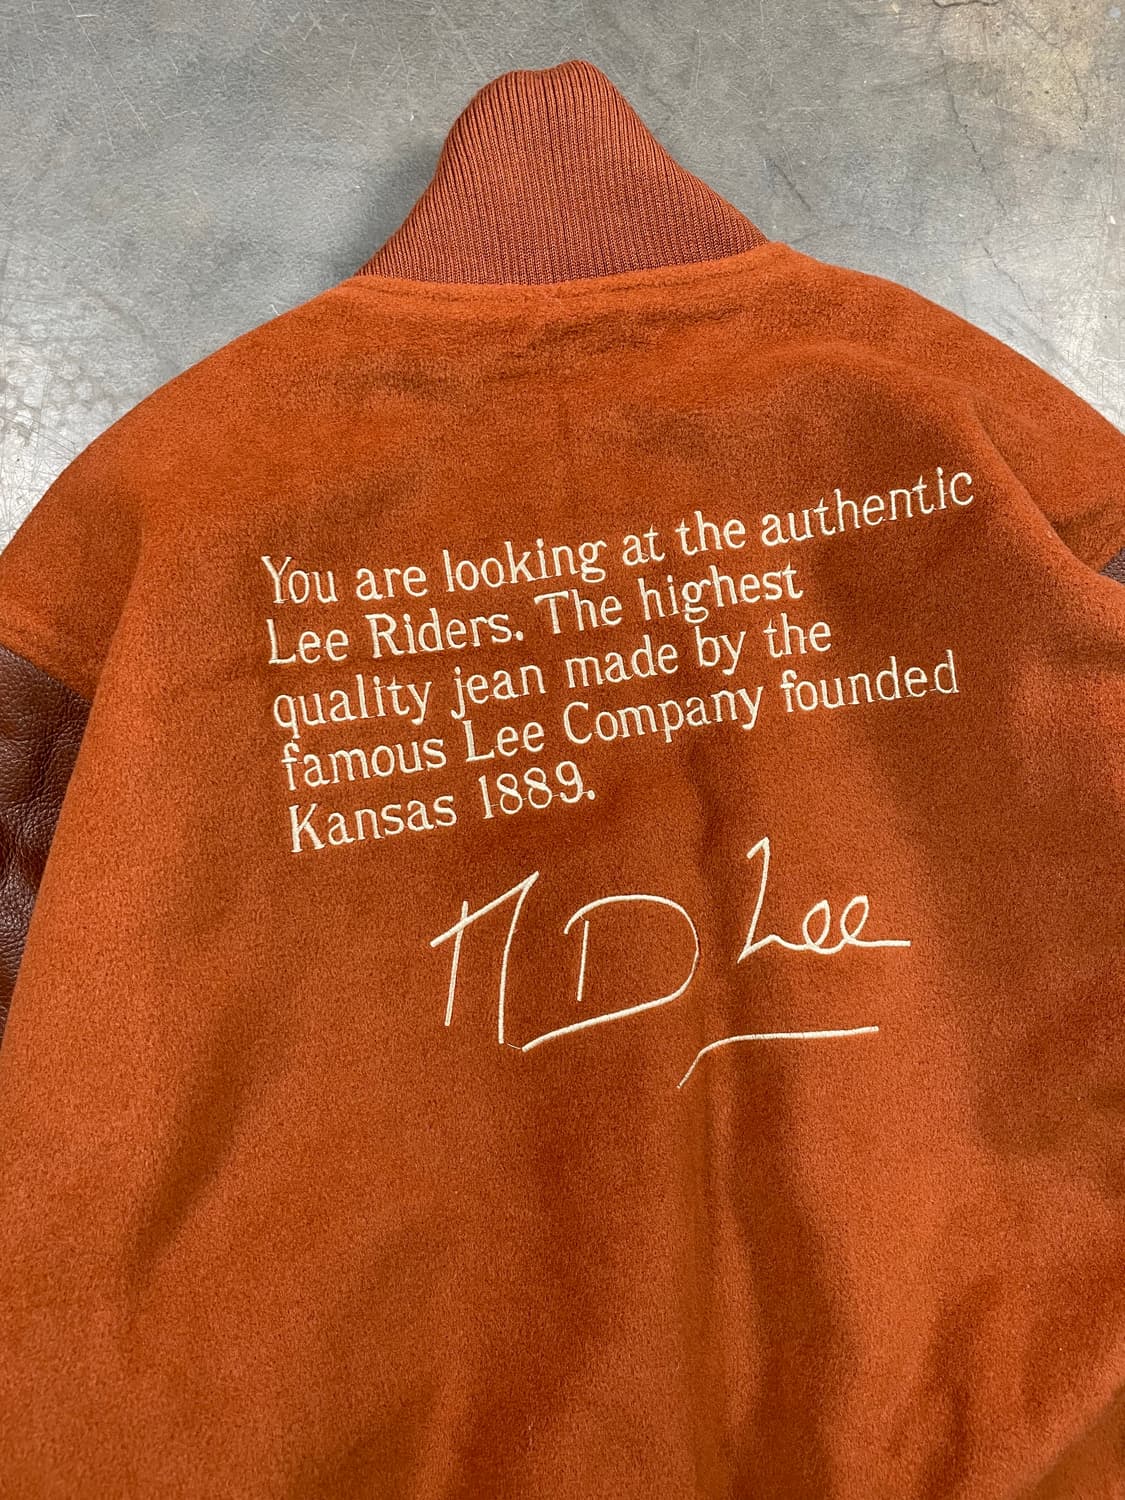 You are looking at the authentic
Lee Riders. The highest
quality jean made by the
famous Lee Company founded
Kansas 1889.
HD Lee